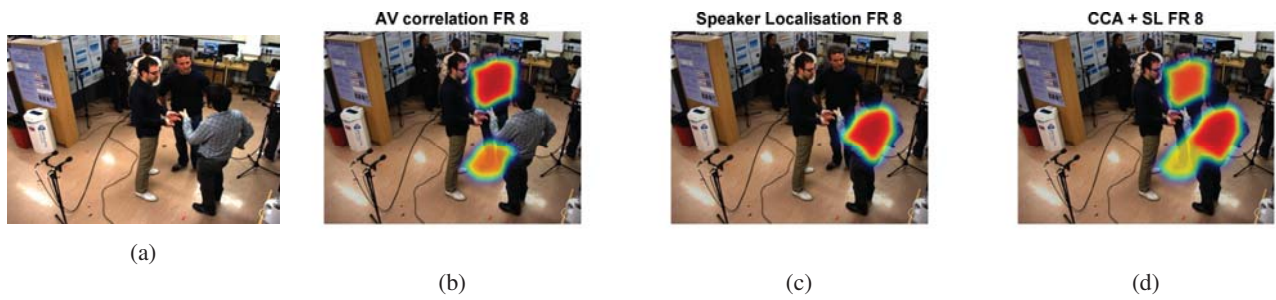 AV correlation FR 8
Speaker Localisation FR 8
CCA + SL FR 8
(a)
(b)
(c)
(d)